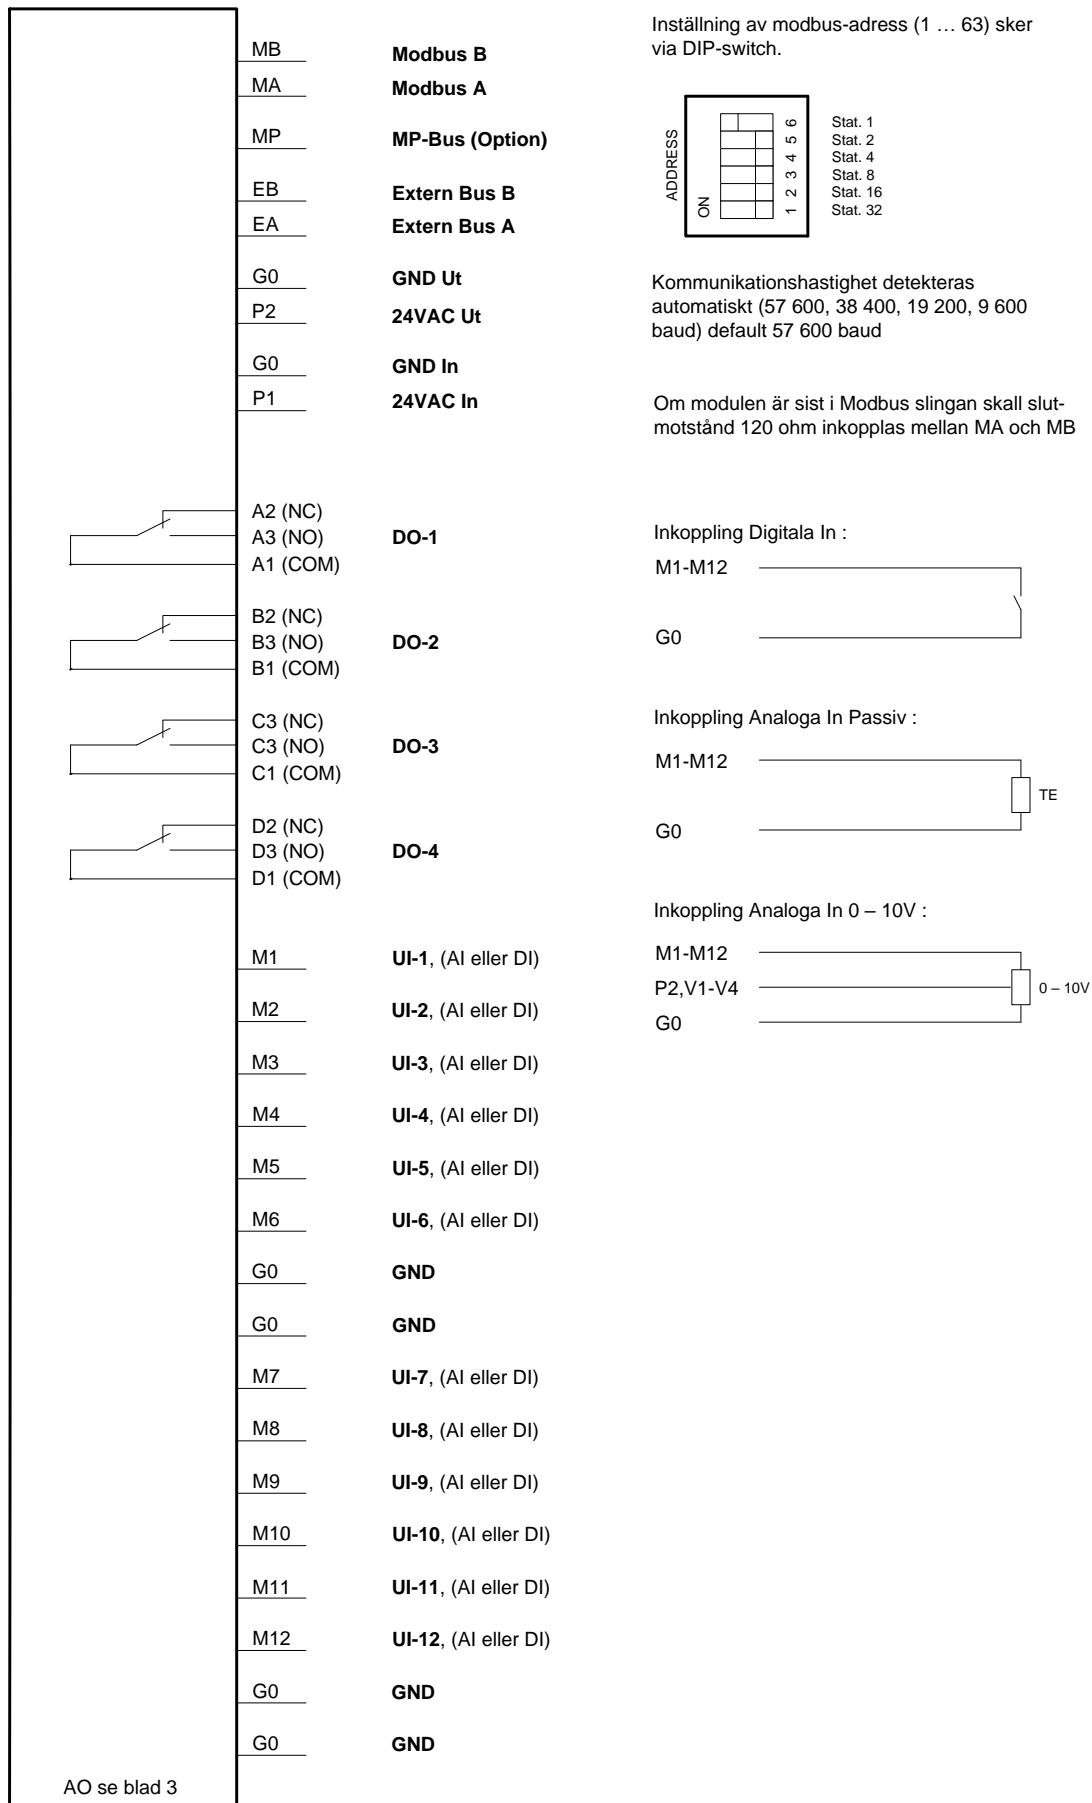 MB Modbus B
MA Modbus A
MP MP-Bus (Option)
EB Extern Bus B
EA Extern Bus A
G0 GND Ut
P2 24VAC Ut
G0 GND In
P1 24VAC In
A2 (NC)
A3 (NO) DO-1
A1 (COM)
B2 (NC)
B3 (NO) DO-2
B1 (COM)
C3 (NC)
C3 (NO) DO-3
C1 (COM)
D2 (NC)
D3 (NO) DO-4
D1 (COM)
M1 UI-1, (AI eller DI)
M2 UI-2, (AI eller DI)
M3 UI-3, (AI eller DI)
M4 UI-4, (AI eller DI)
M5 UI-5, (AI eller DI)
M6 UI-6, (AI eller DI)
G0 GND
G0 GND
M7 UI-7, (AI eller DI)
M8 UI-8, (AI eller DI)
M9 UI-9, (AI eller DI)
M10 UI-10, (AI eller DI)
M11 UI-11, (AI eller DI)
M12 UI-12, (AI eller DI)
G0 GND
G0 GND
AO se blad 3
Inställning av modbus-adress (1 … 63) sker
via DIP-switch.
ADDRESS
ON
6 Stat. 1
5 Stat. 2
4 Stat. 4
3 Stat. 8
2 Stat. 16
1 Stat. 32
Kommunikationshastighet detekteras
automatiskt (57 600, 38 400, 19 200, 9 600
baud) default 57 600 baud
Om modulen är sist i Modbus slingan skall slut-
motstånd 120 ohm inkopplas mellan MA och MB
Inkoppling Digitala In :
M1-M12
G0
Inkoppling Analoga In Passiv :
M1-M12
TE
G0
Inkoppling Analoga In 0 – 10V :
M1-M12
P2,V1-V4 0 – 10V
G0